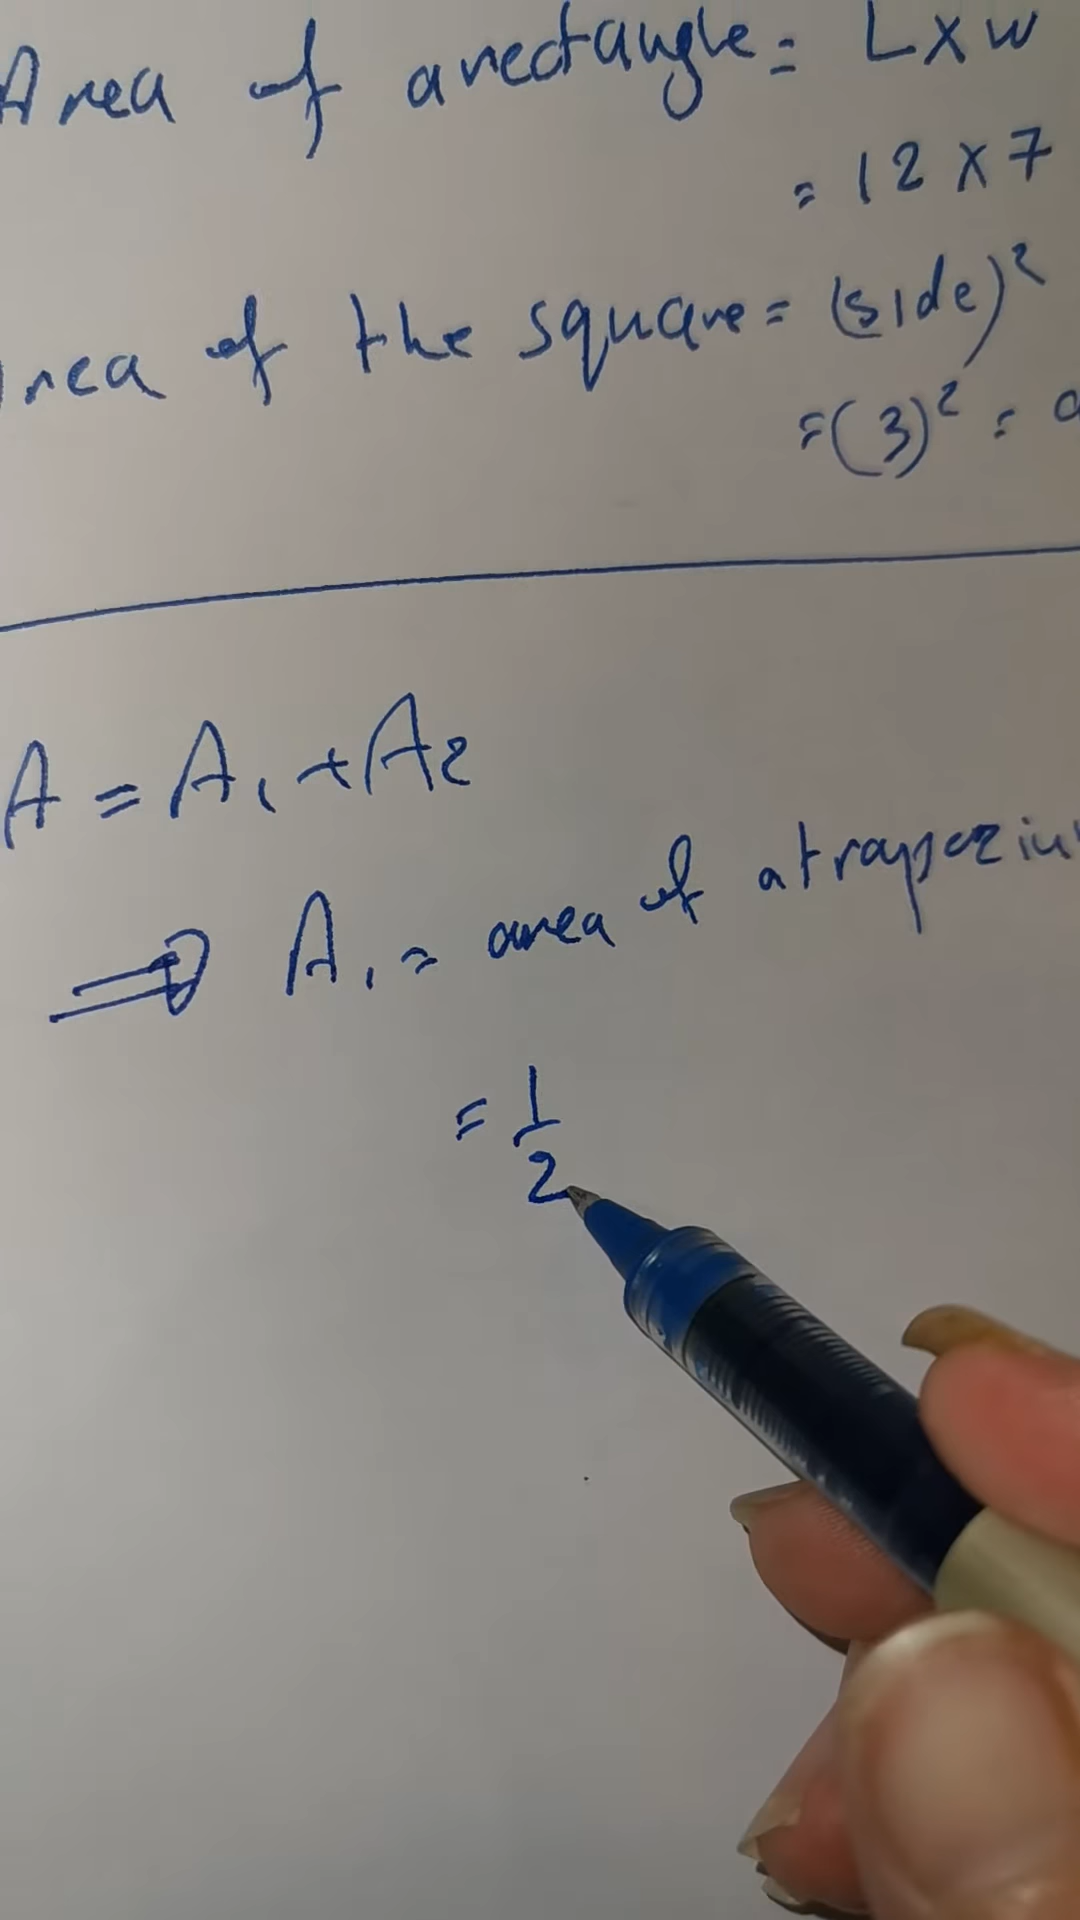 Area of a rectangle = L x w
= 12 x 7
area of the square = (side)²
= (3)² =
A = A₁ + A₂
⇒ A₁ = area of a trapeziu
= 1/2